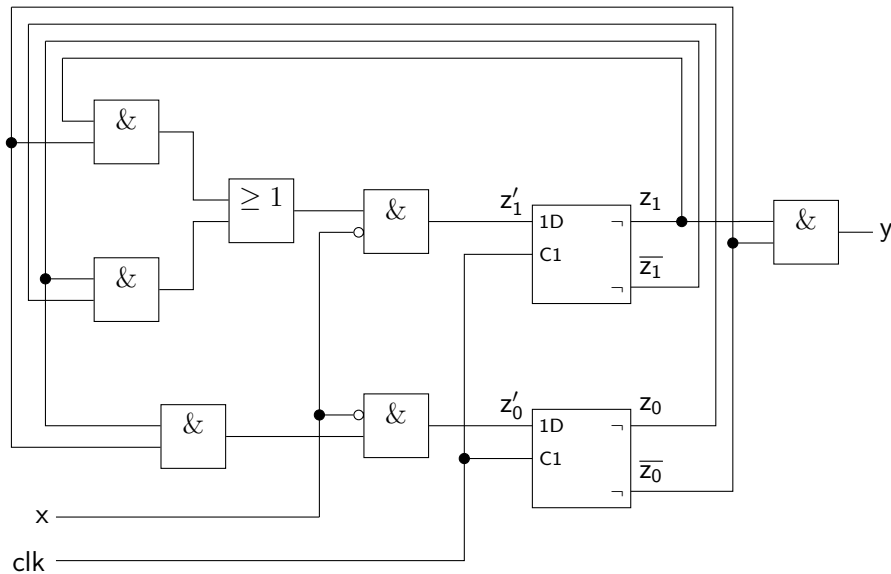 &
≥ 1
&
z₁′
1D
C1
¬
¬
z₁
z̅₁̅
&
y
&
&
&
z₀′
1D
C1
¬
¬
z₀
z̅₀̅
x
clk